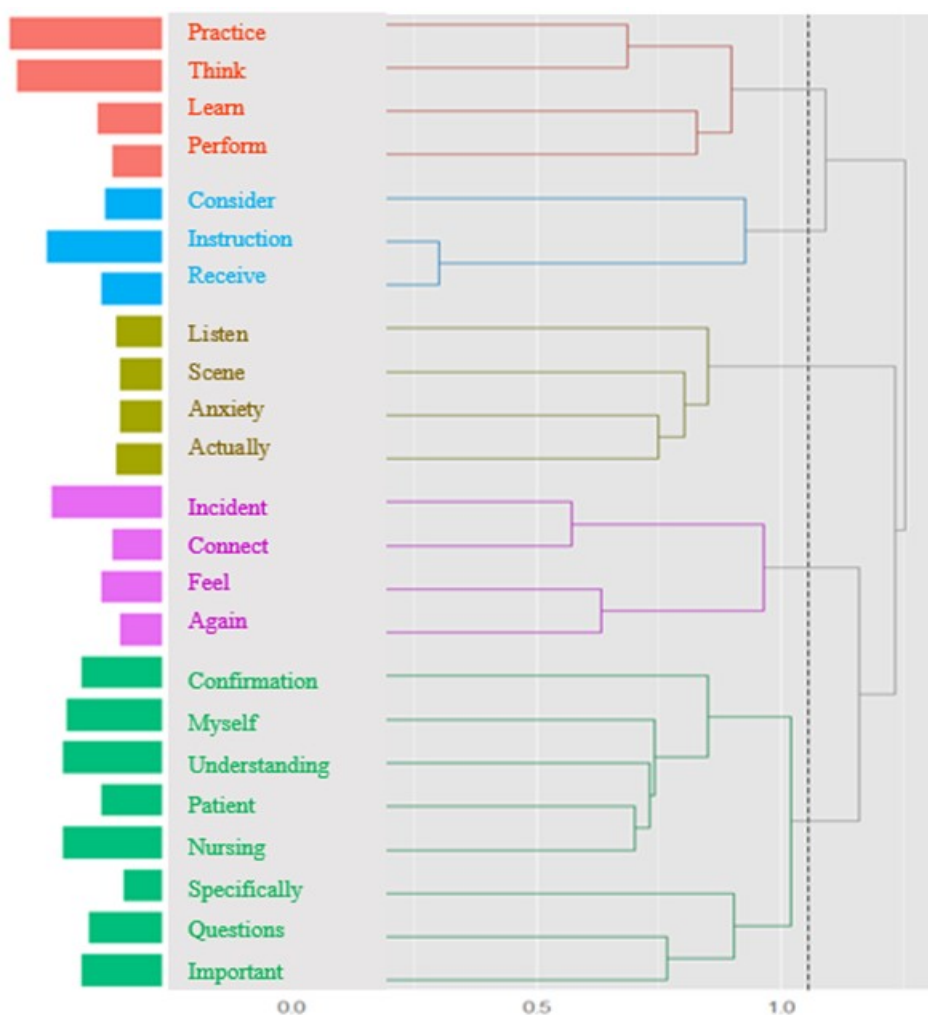 Practice
Think
Learn
Perform
Consider
Instruction
Receive
Listen
Scene
Anxiety
Actually
Incident
Connect
Feel
Again
Confirmation
Myself
Understanding
Patient
Nursing
Specifically
Questions
Important
0.0 0.5 1.0